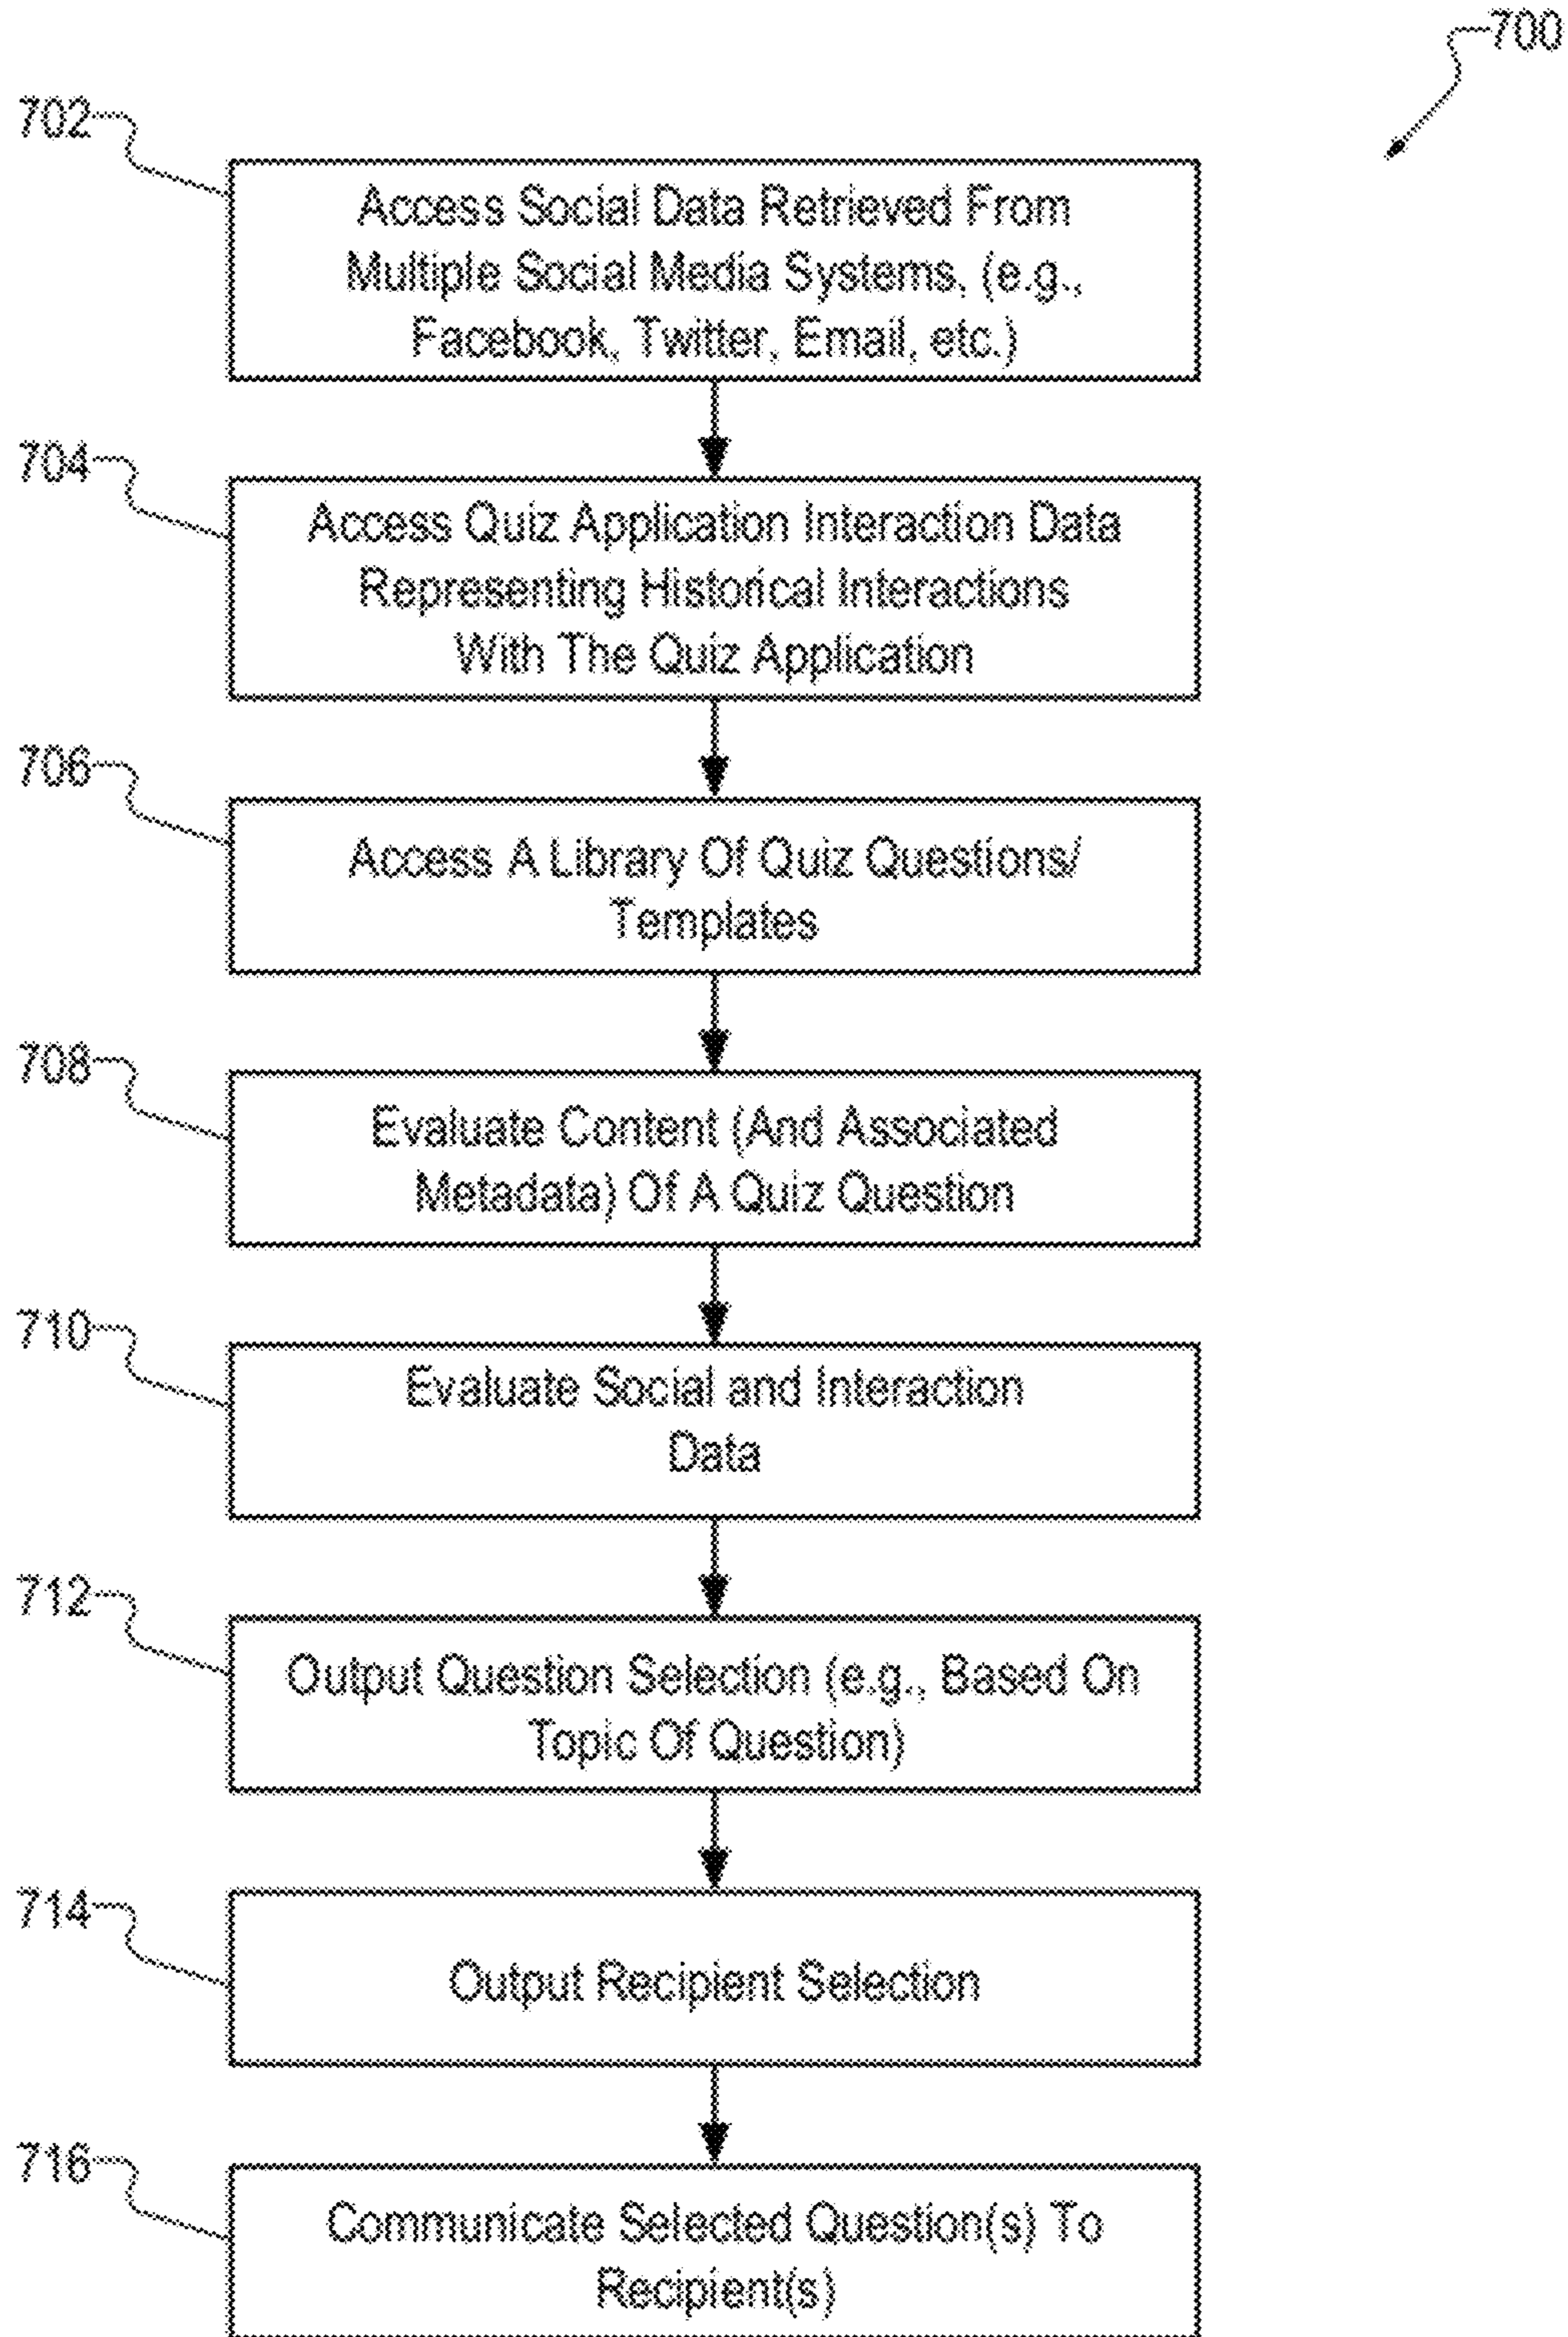 700
702
Access Social Data Retrieved From
Multiple Social Media Systems, (e.g.,
Facebook, Twitter, Email, etc.)
704
Access Quiz Application Interaction Data
Representing Historical Interactions
With The Quiz Application
706
Access A Library Of Quiz Questions/
Templates
708
Evaluate Content (And Associated
Metadata) Of A Quiz Question
710
Evaluate Social and Interaction
Data
712
Output Question Selection (e.g., Based On
Topic Of Question)
714
Output Recipient Selection
716
Communicate Selected Question(s) To
Recipient(s)